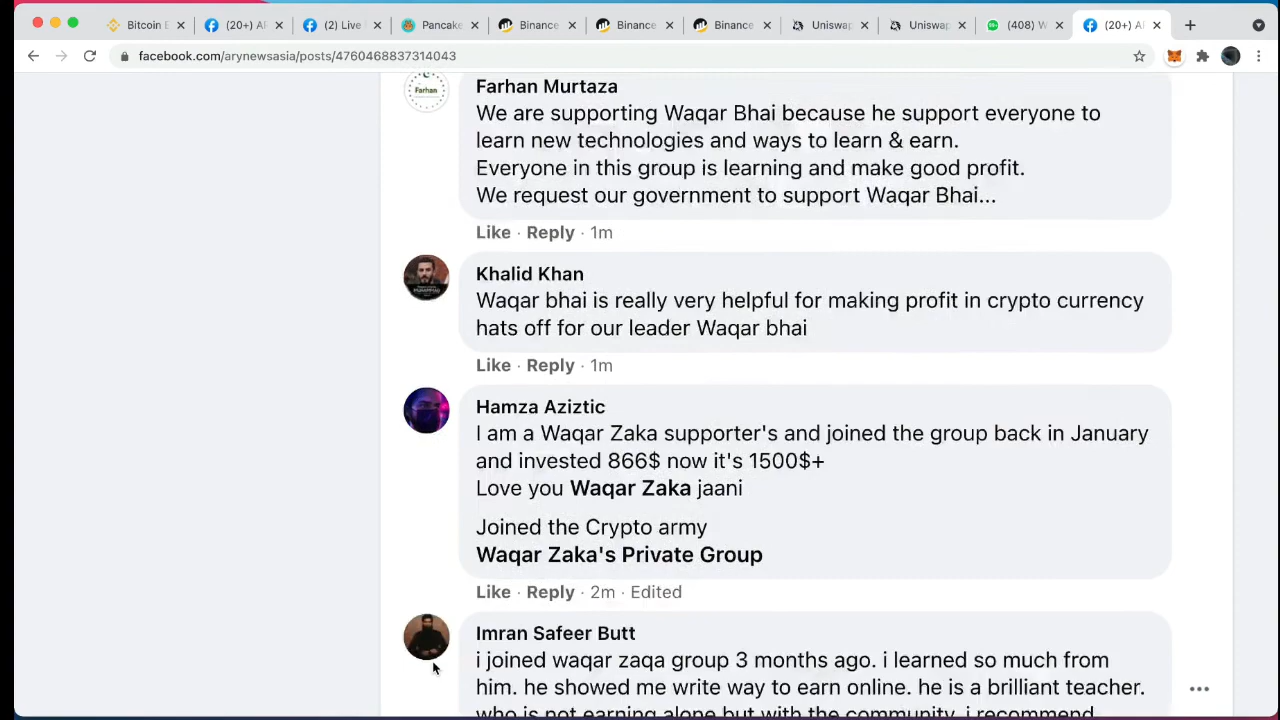 Bitcoin E
(20+) Al
(2) Live
Pancake
Binance
Binance
Binance
Uniswap
Uniswap
(408) W
(20+) Al
facebook.com/arynewsasia/posts/4760468837314043
Farhan
Farhan Murtaza
We are supporting Waqar Bhai because he support everyone to
learn new technologies and ways to learn & earn.
Everyone in this group is learning and make good profit.
We request our government to support Waqar Bhai...
Like · Reply · 1m
Khalid Khan
Waqar bhai is really very helpful for making profit in crypto currency
hats off for our leader Waqar bhai
Like · Reply · 1m
Hamza Aziztic
I am a Waqar Zaka supporter's and joined the group back in January
and invested 866$ now it's 1500$+
Love you Waqar Zaka jaani
Joined the Crypto army
Waqar Zaka's Private Group
Like · Reply · 2m · Edited
Imran Safeer Butt
i joined waqar zaqa group 3 months ago. i learned so much from
him. he showed me write way to earn online. he is a brilliant teacher.
who is not earning alone but with the community. i recommend